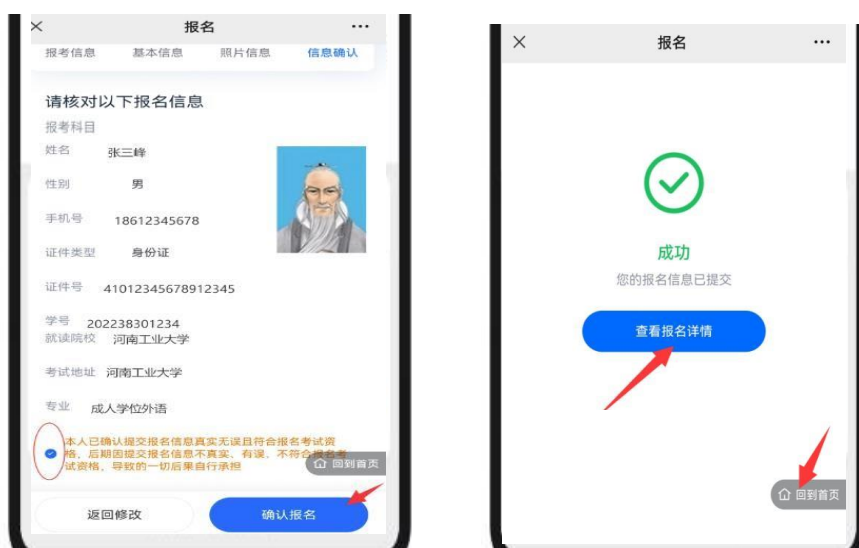 报名
报考信息 基本信息 照片信息 信息确认
请核对以下报名信息
报考科目
姓名 张三峰
性别 男
手机号 18612345678
证件类型 身份证
证件号 41012345678912345
学号 202238301234
就读院校 河南工业大学
考试地址 河南工业大学
专业 成人学位外语
本人已确认提交报名信息真实无误且符合报名考试资
格，后期因提交报名信息不真实、有误，不符合报名考
试资格，导致的一切后果自行承担
回到首页
返回修改 确认报名
报名
成功
您的报名信息已提交
查看报名详情
回到首页